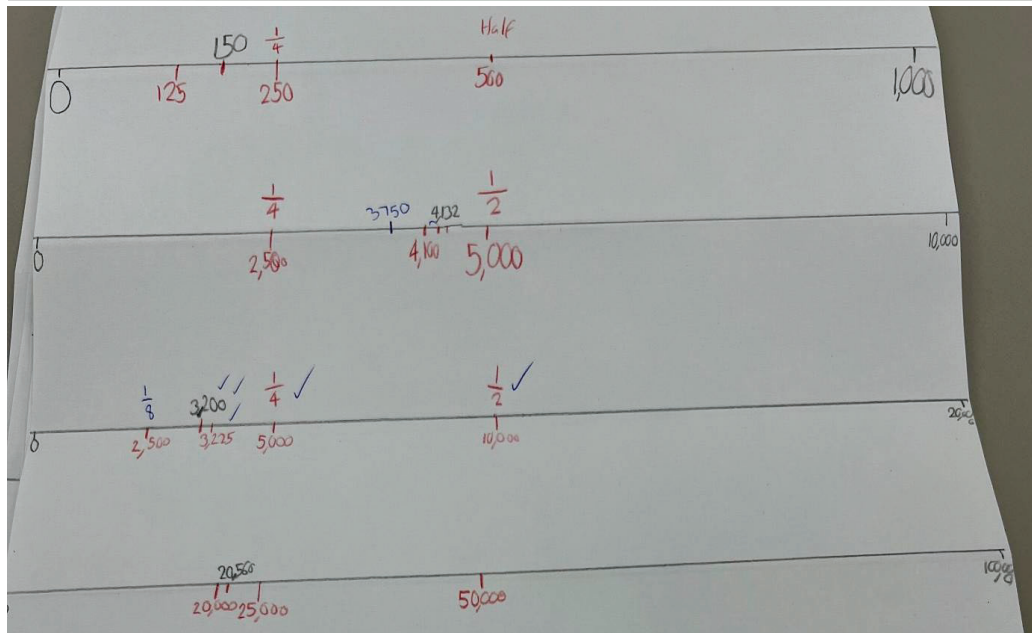 150 1/4 Half
0 125 250 500 1,000
1/4 3750 4,132 1/2
0 2,500 4,100 5,000 10,000
1/8 3,200 ✓ ✓ ✓ 1/4 ✓ 1/2 ✓
0 2,500 3,225 5,000 10,000 20,000
20,500
20,000 25,000 50,000 100,000